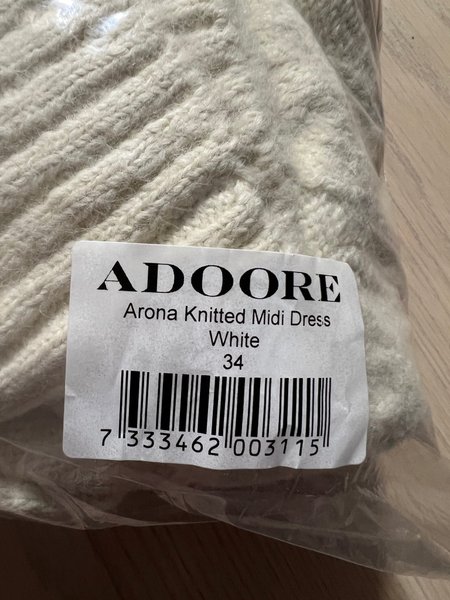 ADOORE
Arona Knitted Midi Dress
White
34
7 333462 003115